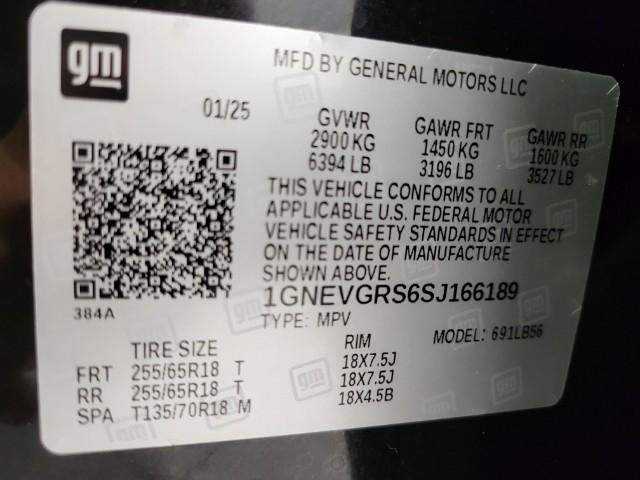 gm
MFD BY GENERAL MOTORS LLC
01/25
GVWR GAWR FRT GAWR RR
2900 KG 1450 KG 1600 KG
6394 LB 3196 LB 3527 LB
THIS VEHICLE CONFORMS TO ALL
APPLICABLE U.S. FEDERAL MOTOR
VEHICLE SAFETY STANDARDS IN EFFECT
ON THE DATE OF MANUFACTURE
SHOWN ABOVE.
384A
1GNEVGRS6SJ166189
TYPE: MPV MODEL: 691LB56
TIRE SIZE RIM
FRT 255/65R18 T 18X7.5J
RR 255/65R18 T 18X7.5J
SPA T135/70R18 M 18X4.5B
gm